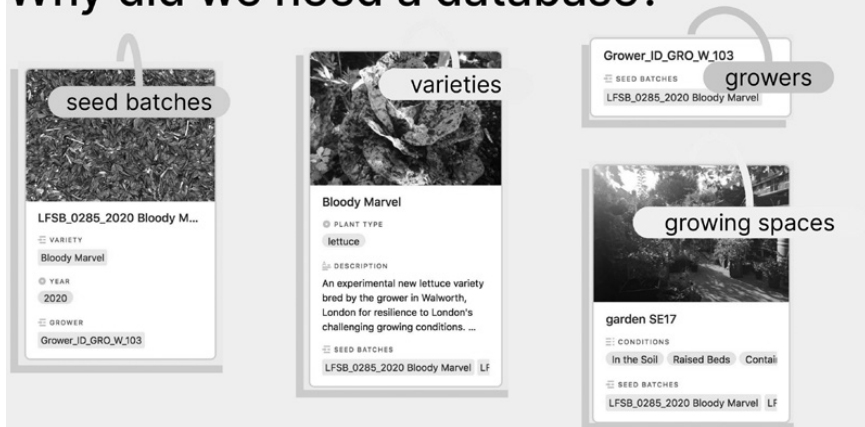 Why did we need a database?
seed batches
LFSB_0285_2020 Bloody M...
VARIETY
Bloody Marvel
YEAR
2020
GROWER
Grower_ID_GRO_W_103
varieties
Bloody Marvel
PLANT TYPE
lettuce
DESCRIPTION
An experimental new lettuce variety
bred by the grower in Walworth,
London for resilience to London's
challenging growing conditions. ...
SEED BATCHES
LFSB_0285_2020 Bloody Marvel LF
Grower_ID_GRO_W_103
growers
SEED BATCHES
LFSB_0285_2020 Bloody Marvel
growing spaces
garden SE17
CONDITIONS
In the Soil Raised Beds Contai
SEED BATCHES
LFSB_0285_2020 Bloody Marvel LF